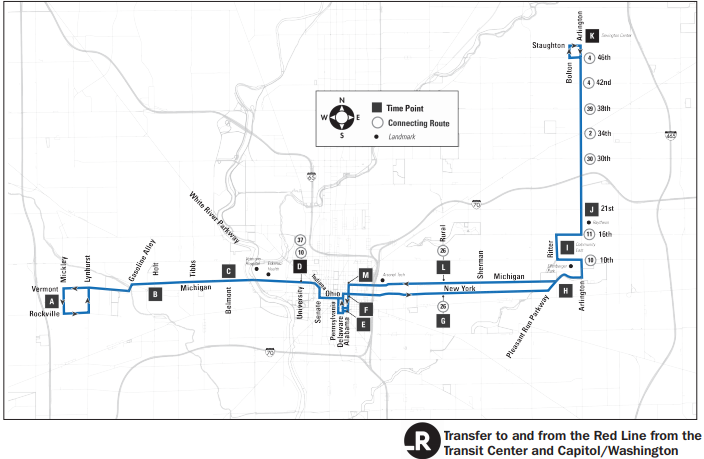 Arlington
K
Staughton
Bolton
4 46th
4 42nd
39 38th
2 34th
30 30th
465
N
W E
S
Time Point
Connecting Route
Landmark
65
70
White River Parkway
J 21st
11 16th
Ritter
I
10 10th
H
Arlington
Rural
26
L
Sherman
Michigan
New York
26
G
Pleasant Run Parkway
37
10
D
M
University
Indiana
Senate
Ohio
Pennsylvania
Delaware
Alabama
F
E
Mickley
Lynhurst
Gasoline Alley
Holt
Tibbs
C
Belmont
Michigan
B
Vermont
A
Rockville
70
R
Transfer to and from the Red Line from the
Transit Center and Capitol/Washington